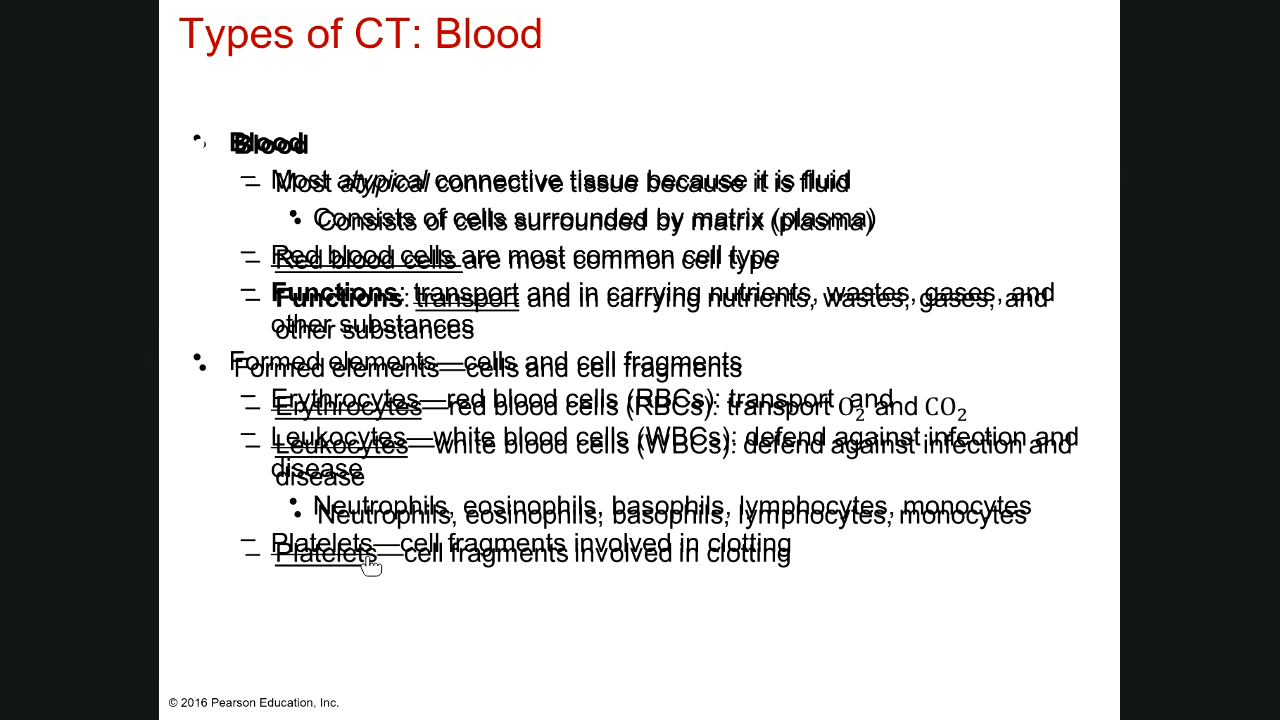 Types of CT: Blood
• Blood
– Most atypical connective tissue because it is fluid
• Consists of cells surrounded by matrix (plasma)
– Red blood cells are most common cell type
– Functions: transport and in carrying nutrients, wastes, gases, and
other substances
• Formed elements—cells and cell fragments
– Erythrocytes—red blood cells (RBCs): transport O₂ and CO₂
– Leukocytes—white blood cells (WBCs): defend against infection and
disease
• Neutrophils, eosinophils, basophils, lymphocytes, monocytes
– Platelets—cell fragments involved in clotting
© 2016 Pearson Education, Inc.